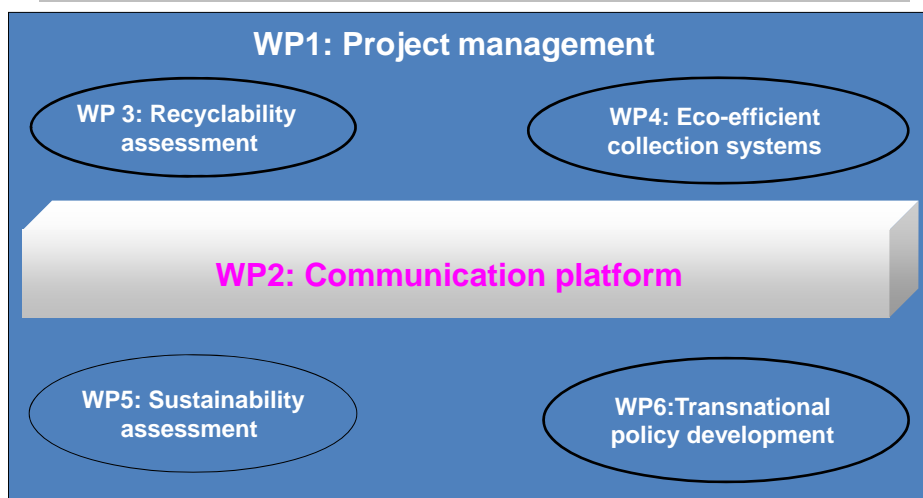 WP1: Project management
WP 3: Recyclability
assessment
WP4: Eco-efficient
collection systems
WP2: Communication platform
WP5: Sustainability
assessment
WP6:Transnational
policy development